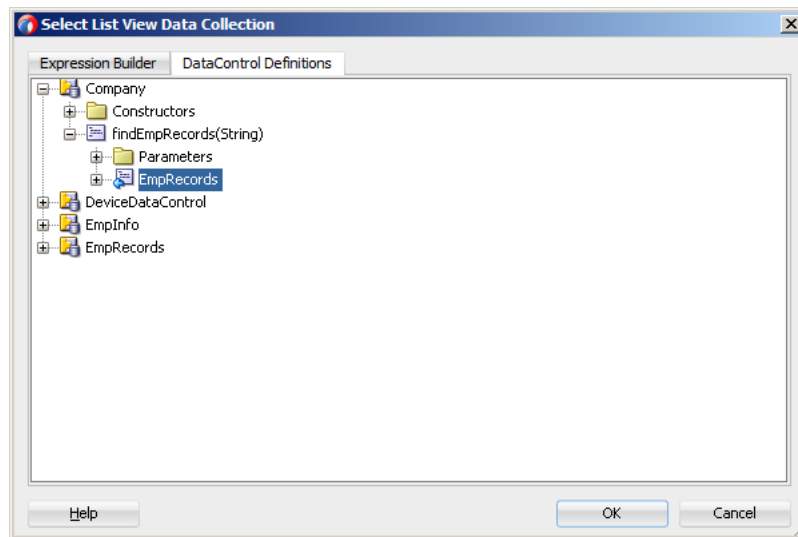 Select List View Data Collection
Expression Builder DataControl Definitions
Company
Constructors
findEmpRecords(String)
Parameters
EmpRecords
DeviceDataControl
EmpInfo
EmpRecords
Help OK Cancel